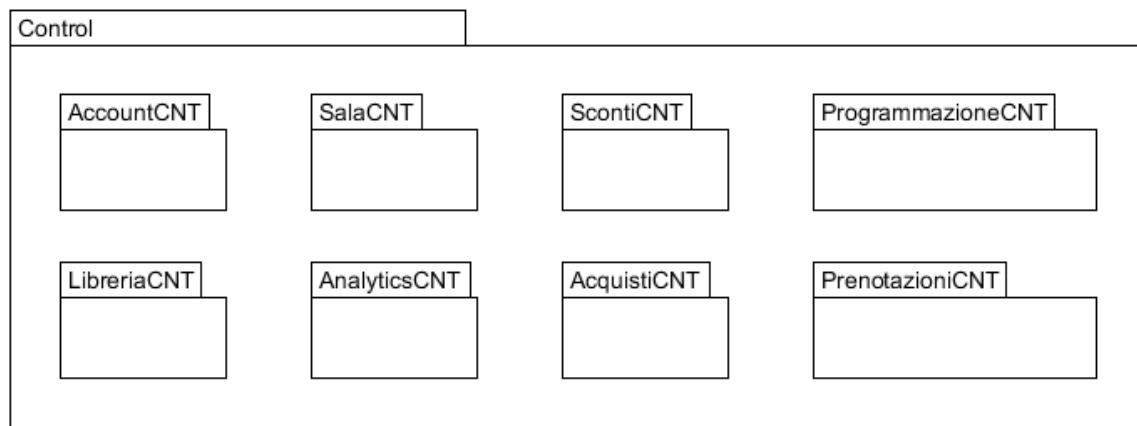 Control
AccountCNT
SalaCNT
ScontiCNT
ProgrammazioneCNT
LibreriaCNT
AnalyticsCNT
AcquistiCNT
PrenotazioniCNT